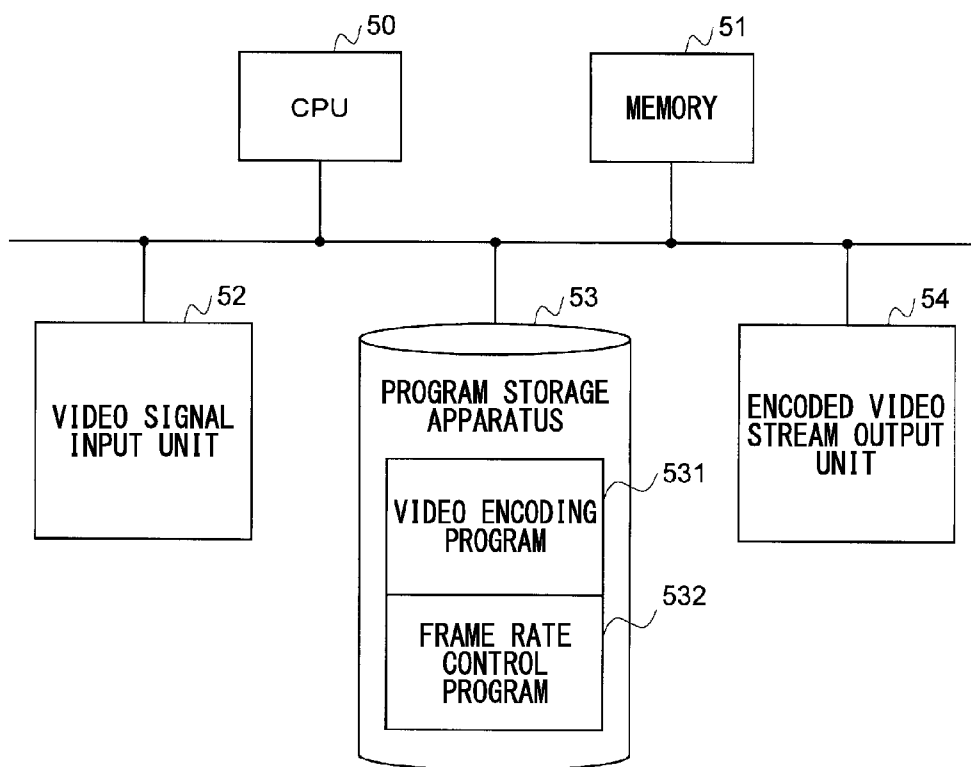 50
CPU
51
MEMORY
52
VIDEO SIGNAL
INPUT UNIT
53
PROGRAM STORAGE
APPARATUS
531
VIDEO ENCODING
PROGRAM
532
FRAME RATE
CONTROL
PROGRAM
54
ENCODED VIDEO
STREAM OUTPUT
UNIT